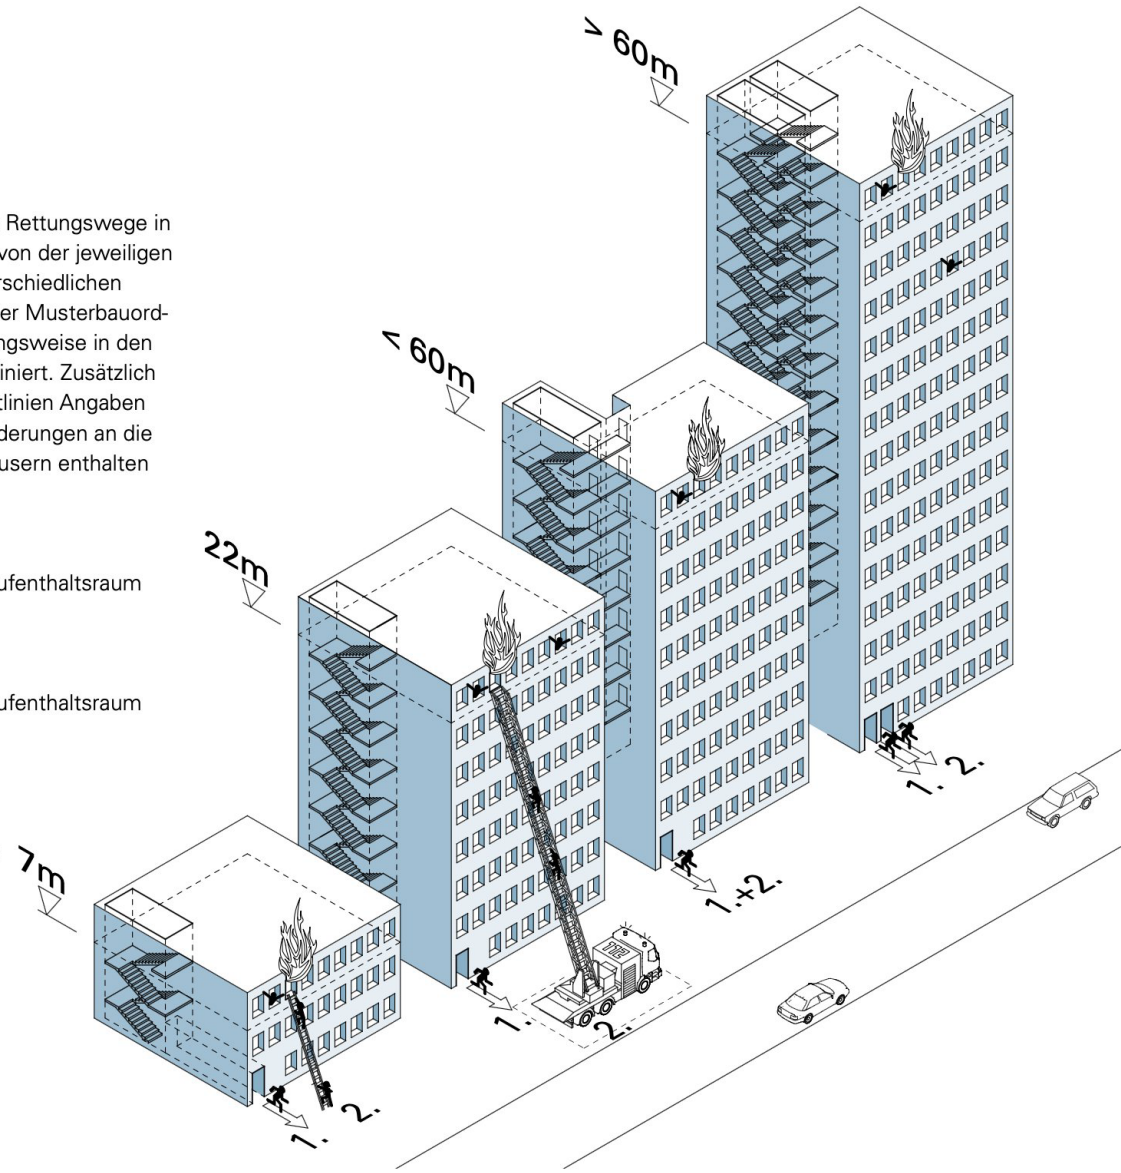 > 60m
Rettungswege in
von der jeweiligen
rschiedlichen
er Musterbauord-
ngsweise in den
iniert. Zusätzlich
tlinien Angaben
derungen an die
usern enthalten
< 60m
22m
ufenthaltsraum
ufenthaltsraum
1. 2.
7m
1.+2.
112
1.
2.
1. 2.